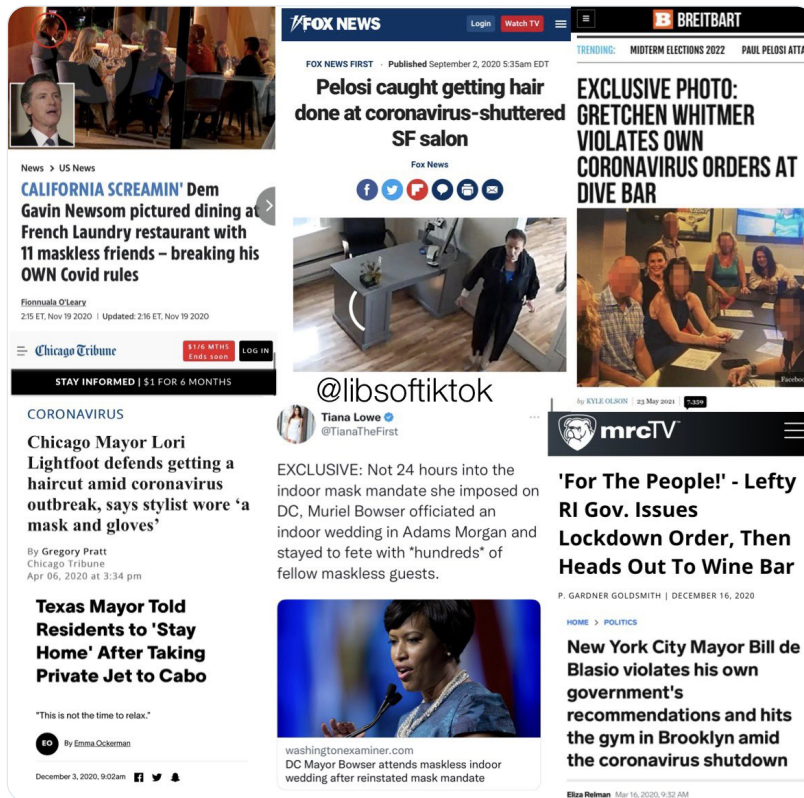 News > US News
CALIFORNIA SCREAMIN' Dem
Gavin Newsom pictured dining at
French Laundry restaurant with
11 maskless friends – breaking his
OWN Covid rules
Fionnuala O'Leary
2:15 ET, Nov 19 2020 | Updated: 2:16 ET, Nov 19 2020
FOX NEWS
Login
Watch TV
FOX NEWS FIRST · Published September 2, 2020 5:35am EDT
Pelosi caught getting hair
done at coronavirus-shuttered
SF salon
Fox News
B BREITBART
TRENDING: MIDTERM ELECTIONS 2022 PAUL PELOSI ATTA
EXCLUSIVE PHOTO:
GRETCHEN WHITMER
VIOLATES OWN
CORONAVIRUS ORDERS AT
DIVE BAR
Facebo
by KYLE OLSON | 23 May 2021 | 7,359
Chicago Tribune
$1/6 MTHS
Ends soon
LOG IN
STAY INFORMED | $1 FOR 6 MONTHS
CORONAVIRUS
Chicago Mayor Lori
Lightfoot defends getting a
haircut amid coronavirus
outbreak, says stylist wore ‘a
mask and gloves’
By Gregory Pratt
Chicago Tribune
Apr 06, 2020 at 3:34 pm
Texas Mayor Told
Residents to 'Stay
Home' After Taking
Private Jet to Cabo
"This is not the time to relax."
EO
By Emma Ockerman
December 3, 2020, 9:02am
@libsoftiktok
Tiana Lowe
@TianaTheFirst
EXCLUSIVE: Not 24 hours into the
indoor mask mandate she imposed on
DC, Muriel Bowser officiated an
indoor wedding in Adams Morgan and
stayed to fete with *hundreds* of
fellow maskless guests.
washingtonexaminer.com
DC Mayor Bowser attends maskless indoor
wedding after reinstated mask mandate
mrcTV
'For The People!' - Lefty
RI Gov. Issues
Lockdown Order, Then
Heads Out To Wine Bar
P. GARDNER GOLDSMITH | DECEMBER 16, 2020
HOME > POLITICS
New York City Mayor Bill de
Blasio violates his own
government's
recommendations and hits
the gym in Brooklyn amid
the coronavirus shutdown
Eliza Relman Mar 16, 2020, 9:32 AM